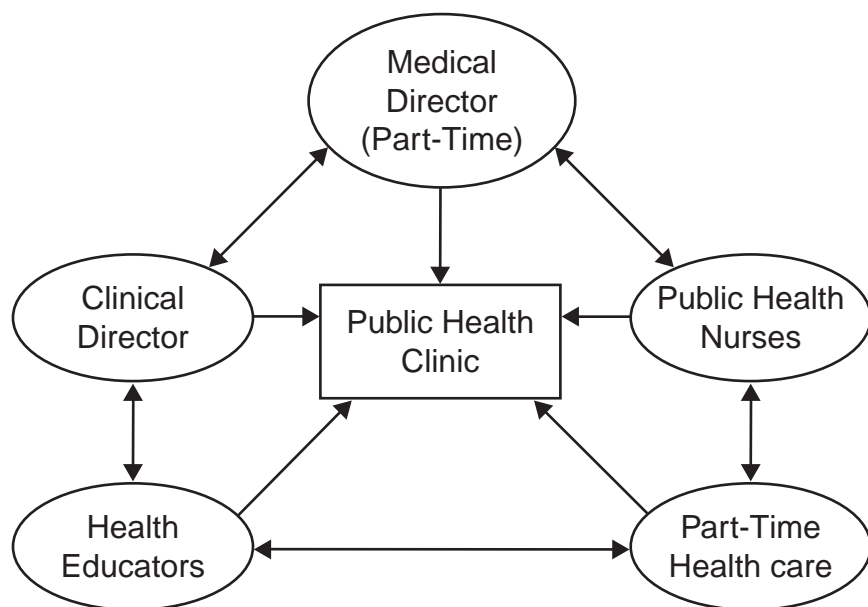 Medical
Director
(Part-Time)
Clinical
Director
Public Health
Clinic
Public Health
Nurses
Health
Educators
Part-Time
Health care